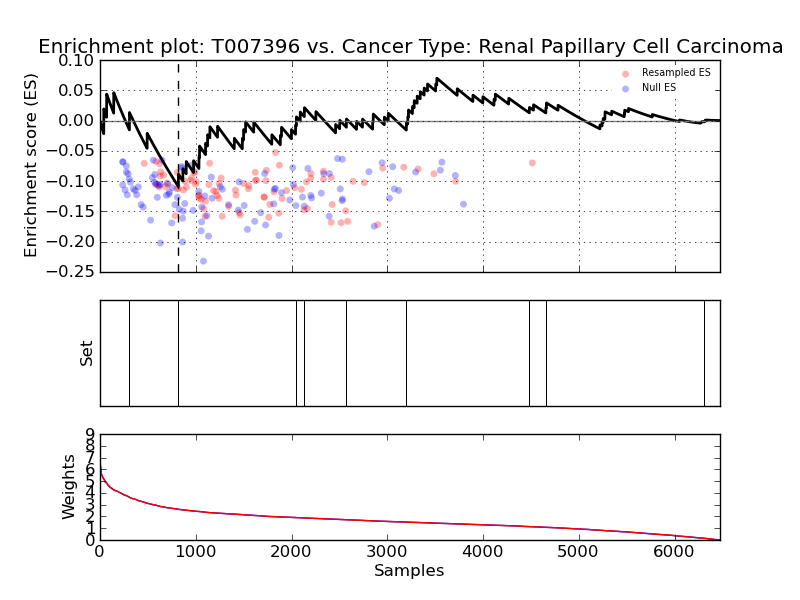 Enrichment plot: T007396 vs. Cancer Type: Renal Papillary Cell Carcinoma
0.10
0.05
0.00
−0.05
−0.10
−0.15
−0.20
−0.25
Enrichment score (ES)
Resampled ES
Null ES
Set
9
8
7
6
5
4
3
2
1
0
Weights
0 1000 2000 3000 4000 5000 6000
Samples